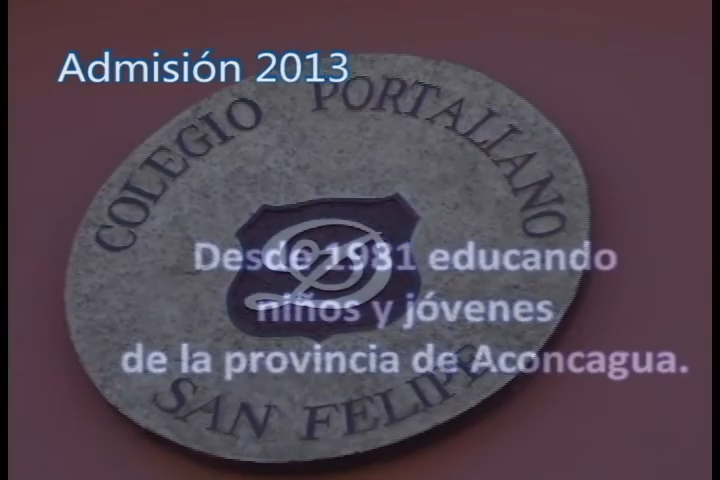 Admisión 2013
COLEGIO PORTALIANO
D
Desde 1981 educando
niños y jóvenes
de la provincia de Aconcagua.
SAN FELIPE